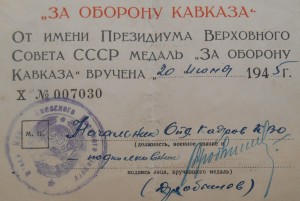 „ЗА ОБОРОНУ КАВКАЗА“
ОТ ИМЕНИ ПРЕЗИДИУМА ВЕРХОВНОГО
СОВЕТА СССР МЕДАЛЬ „ЗА ОБОРОНУ
КАВКАЗА“ ВРУЧЕНА „20 1945 г.
Х № 007030
М. П.
Начальник Отд Кадров
(должность, воинское звание и
подполковник
подпись лица, вручившего медаль)